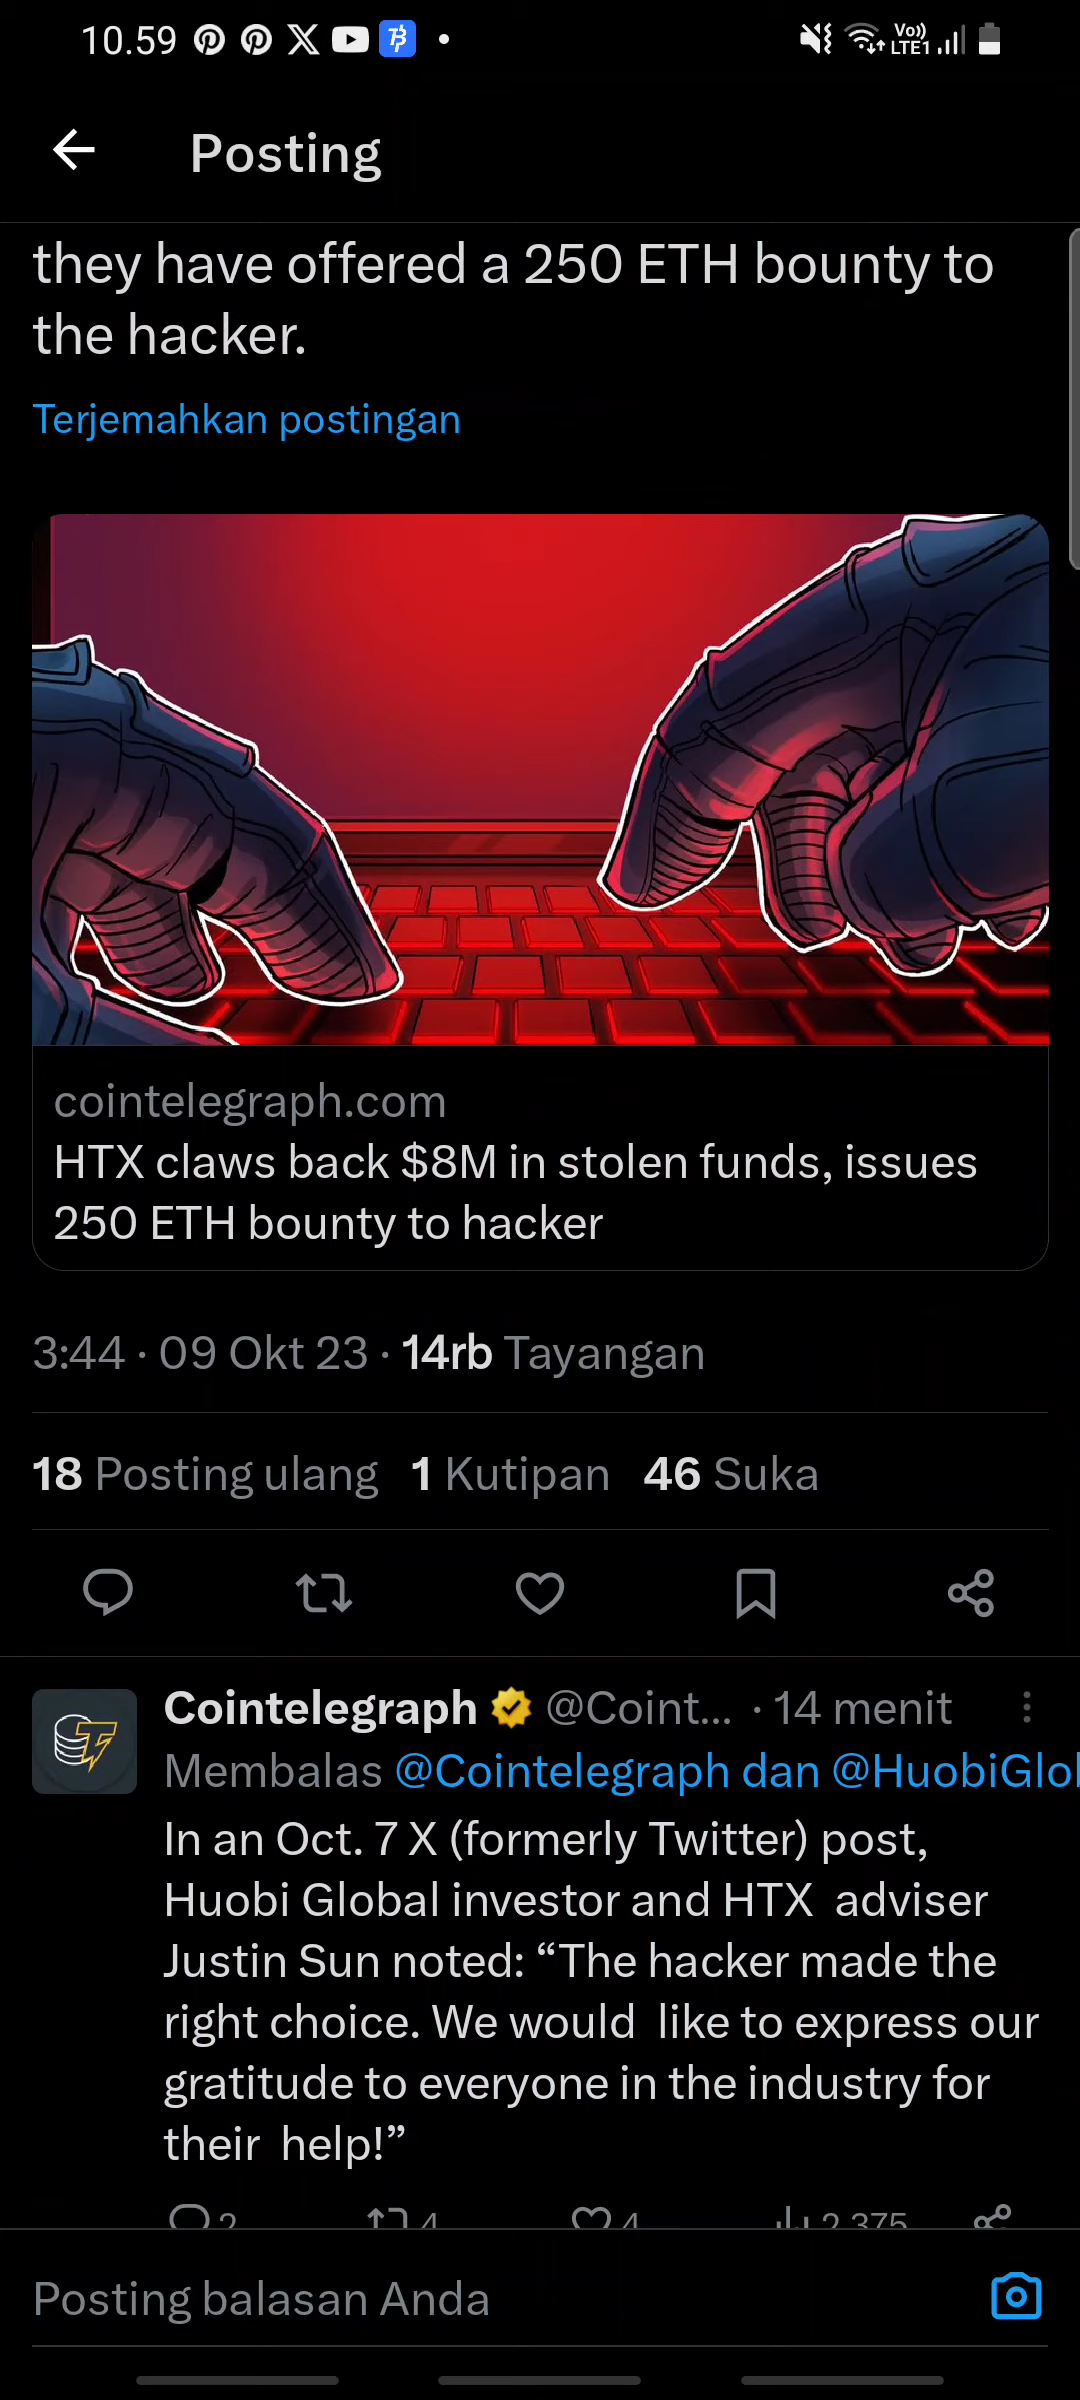 10.59
Vo))
LTE1
Posting
they have offered a 250 ETH bounty to
the hacker.
Terjemahkan postingan
cointelegraph.com
HTX claws back $8M in stolen funds, issues
250 ETH bounty to hacker
3:44 · 09 Okt 23 · 14rb Tayangan
18 Posting ulang 1 Kutipan 46 Suka
Cointelegraph @Coint... · 14 menit
Membalas @Cointelegraph dan @HuobiGlo
In an Oct. 7 X (formerly Twitter) post,
Huobi Global investor and HTX adviser
Justin Sun noted: “The hacker made the
right choice. We would like to express our
gratitude to everyone in the industry for
their help!”
2 4 4 2.375
Posting balasan Anda